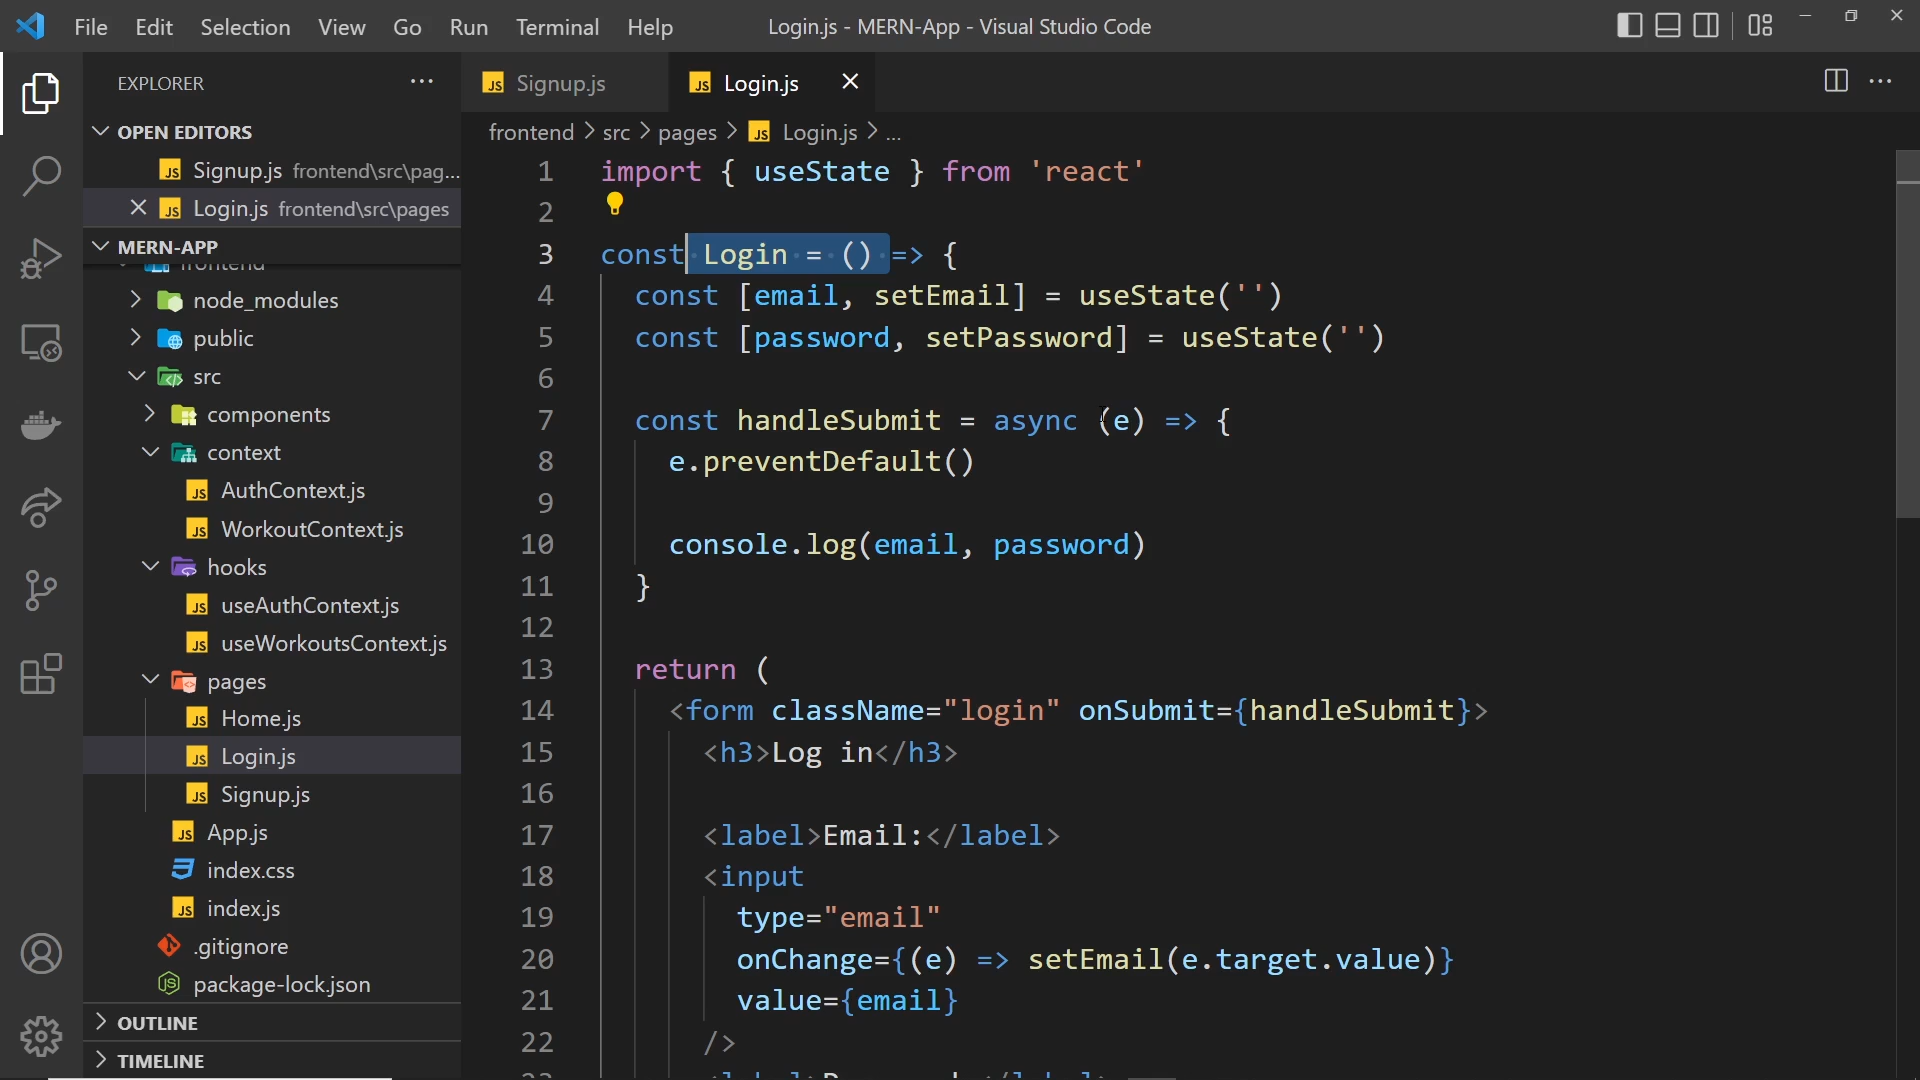 File Edit Selection View Go Run Terminal Help
Login.js - MERN-App - Visual Studio Code
EXPLORER
OPEN EDITORS
Signup.js frontend\src\pag...
Login.js frontend\src\pages
MERN-APP
frontend
node_modules
public
src
components
context
AuthContext.js
WorkoutContext.js
hooks
useAuthContext.js
useWorkoutsContext.js
pages
Home.js
Login.js
Signup.js
App.js
index.css
index.js
.gitignore
package-lock.json
OUTLINE
TIMELINE
Signup.js
Login.js
frontend > src > pages > Login.js > ...
1 import { useState } from 'react'
2
3 const Login = () => {
4 const [email, setEmail] = useState('')
5 const [password, setPassword] = useState('')
6
7 const handleSubmit = async (e) => {
8 e.preventDefault()
9
10 console.log(email, password)
11 }
12
13 return (
14 <form className="login" onSubmit={handleSubmit}>
15 <h3>Log in</h3>
16
17 <label>Email:</label>
18 <input
19 type="email"
20 onChange={(e) => setEmail(e.target.value)}
21 value={email}
22 />